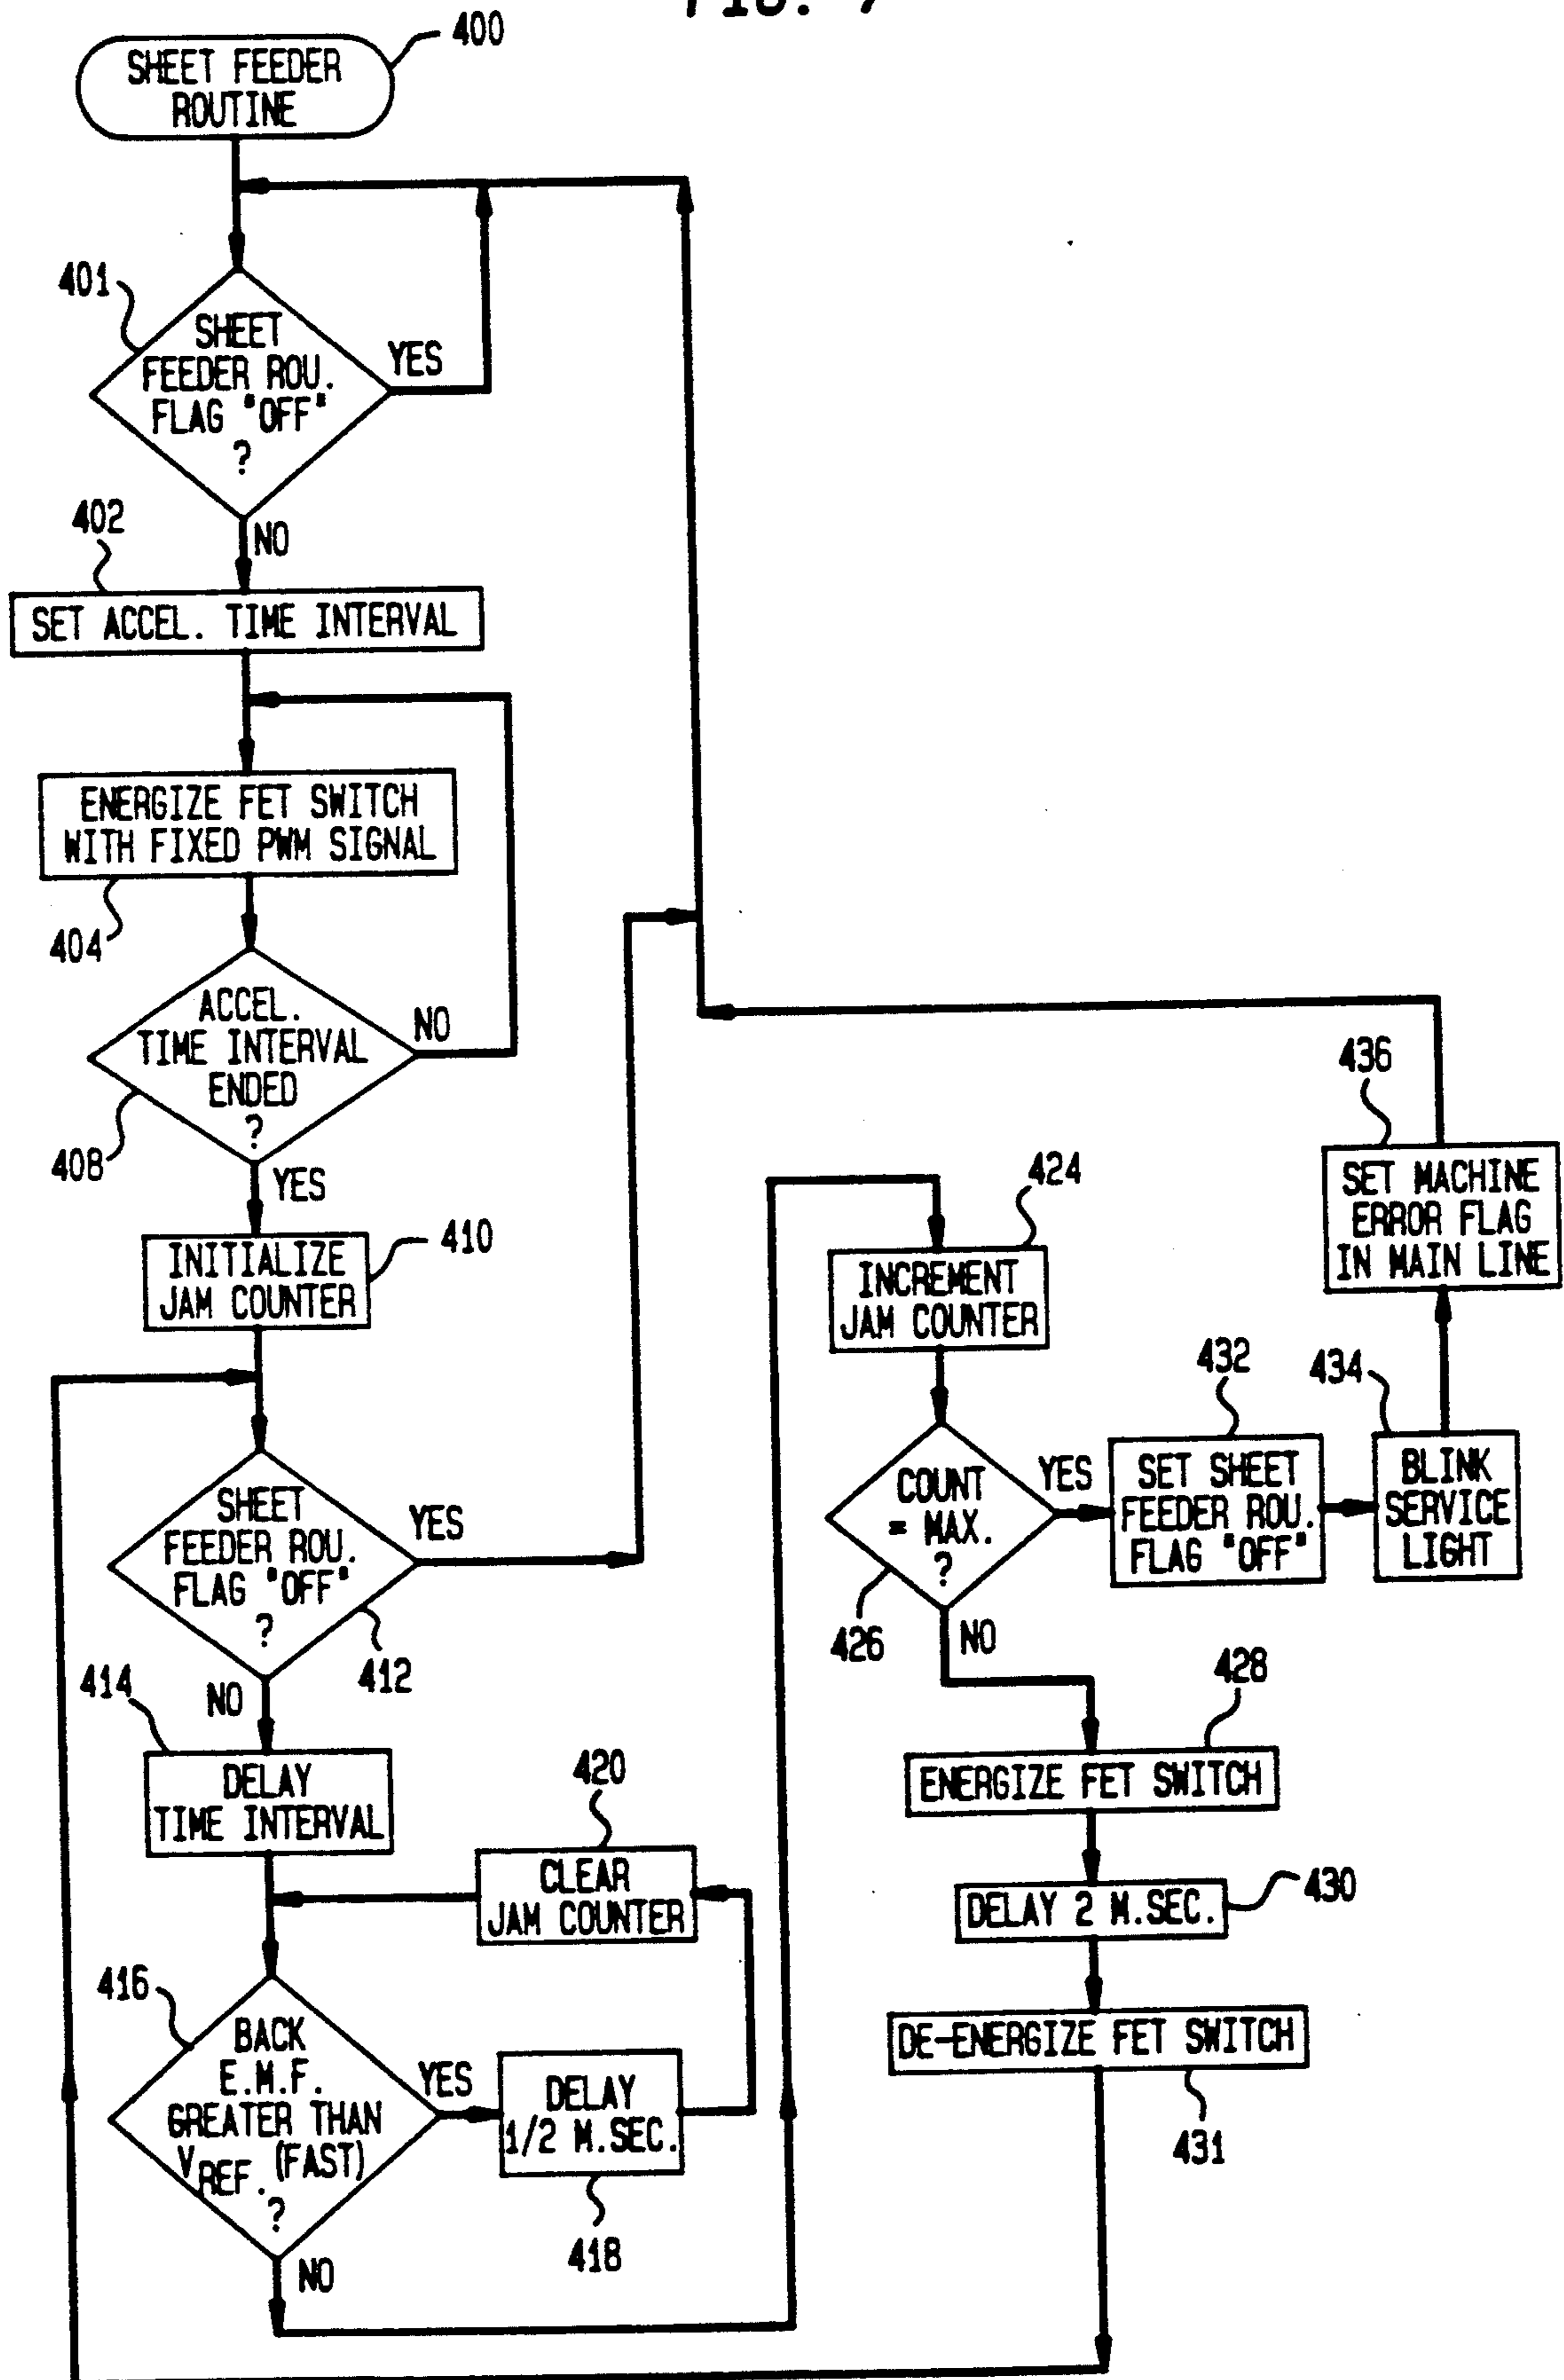 FIG. 7
400
SHEET FEEDER
ROUTINE
401
SHEET
FEEDER ROU.
FLAG "OFF"
?
YES
NO
402
SET ACCEL. TIME INTERVAL
ENERGIZE FET SWITCH
WITH FIXED PWM SIGNAL
404
ACCEL.
TIME INTERVAL
ENDED
?
NO
408
YES
INITIALIZE
JAM COUNTER
410
SHEET
FEEDER ROU.
FLAG "OFF"
?
YES
412
NO
414
DELAY
TIME INTERVAL
420
CLEAR
JAM COUNTER
416
BACK
E.M.F.
GREATER THAN
VREF. (FAST)
?
YES
DELAY
1/2 M.SEC.
418
NO
424
INCREMENT
JAM COUNTER
COUNT
= MAX.
?
426
YES
NO
432
SET SHEET
FEEDER ROU.
FLAG "OFF"
434
BLINK
SERVICE
LIGHT
436
SET MACHINE
ERROR FLAG
IN MAIN LINE
428
ENERGIZE FET SWITCH
DELAY 2 M.SEC.
430
DE-ENERGIZE FET SWITCH
431